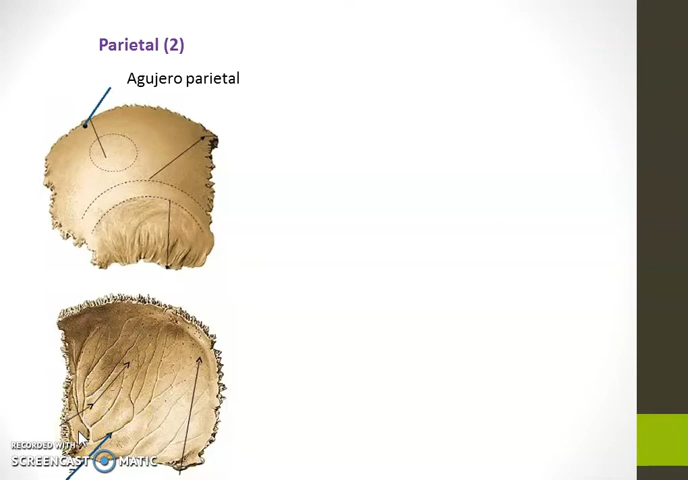 Parietal (2)
Agujero parietal
RECORDED WITH
SCREENCAST MATIC